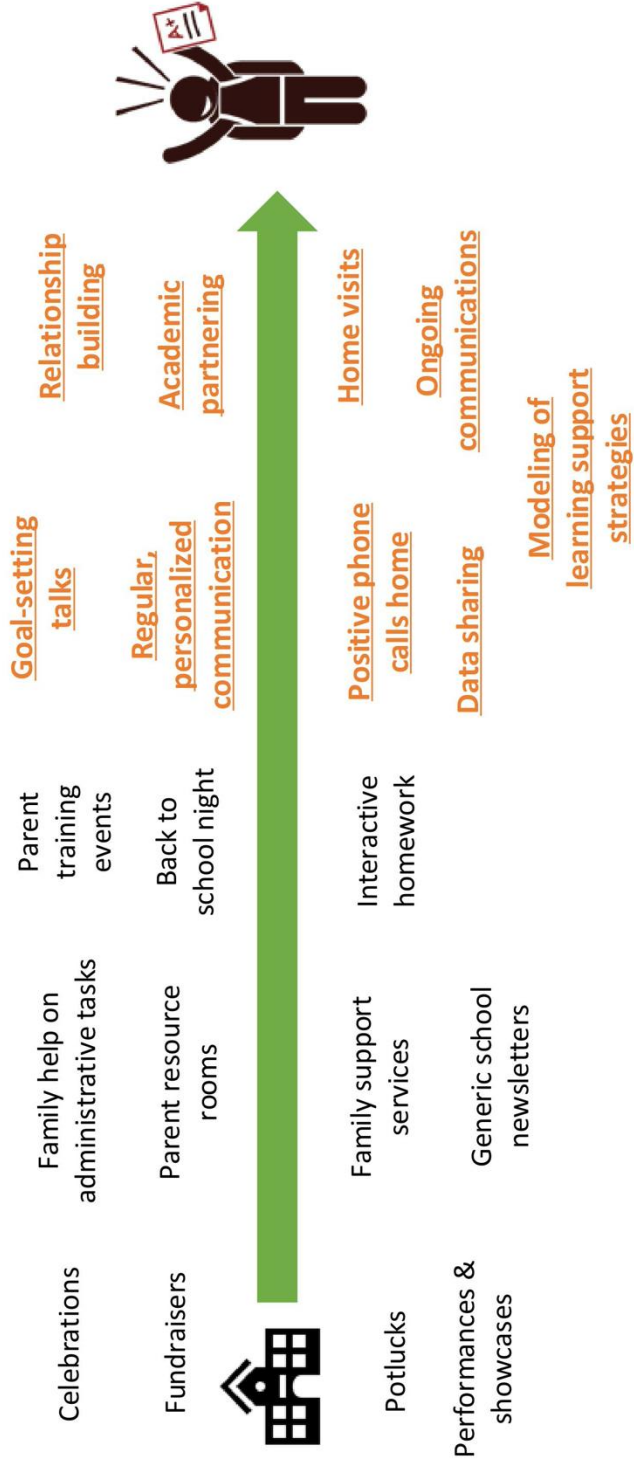 Celebrations
Fundraisers
Potlucks
Performances &
showcases
Family help on
administrative tasks
Parent resource
rooms
Family support
services
Generic school
newsletters
Parent
training
events
Back to
school night
Interactive
homework
Goal-setting
talks
Regular,
personalized
communication
Positive phone
calls home
Data sharing
Modeling of
learning support
strategies
Relationship
building
Academic
partnering
Home visits
Ongoing
communications
A+